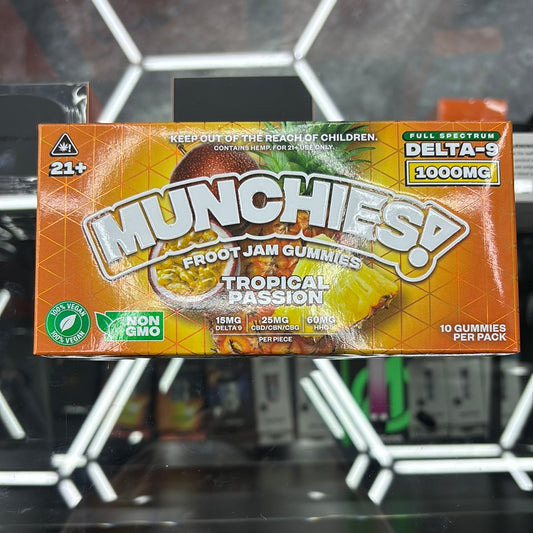 KEEP OUT OF THE REACH OF CHILDREN.
CONTAINS HEMP. FOR 21+ USE ONLY.
21+
FULL SPECTRUM
DELTA-9
1000MG
MUNCHIES!
FROOT JAM GUMMIES
TROPICAL
PASSION
15MG 25MG 60MG
DELTA 9 CBD/CBN/CBG HHC
PER PIECE
100% VEGAN
100% VEGAN
NON
GMO
10 GUMMIES
PER PACK